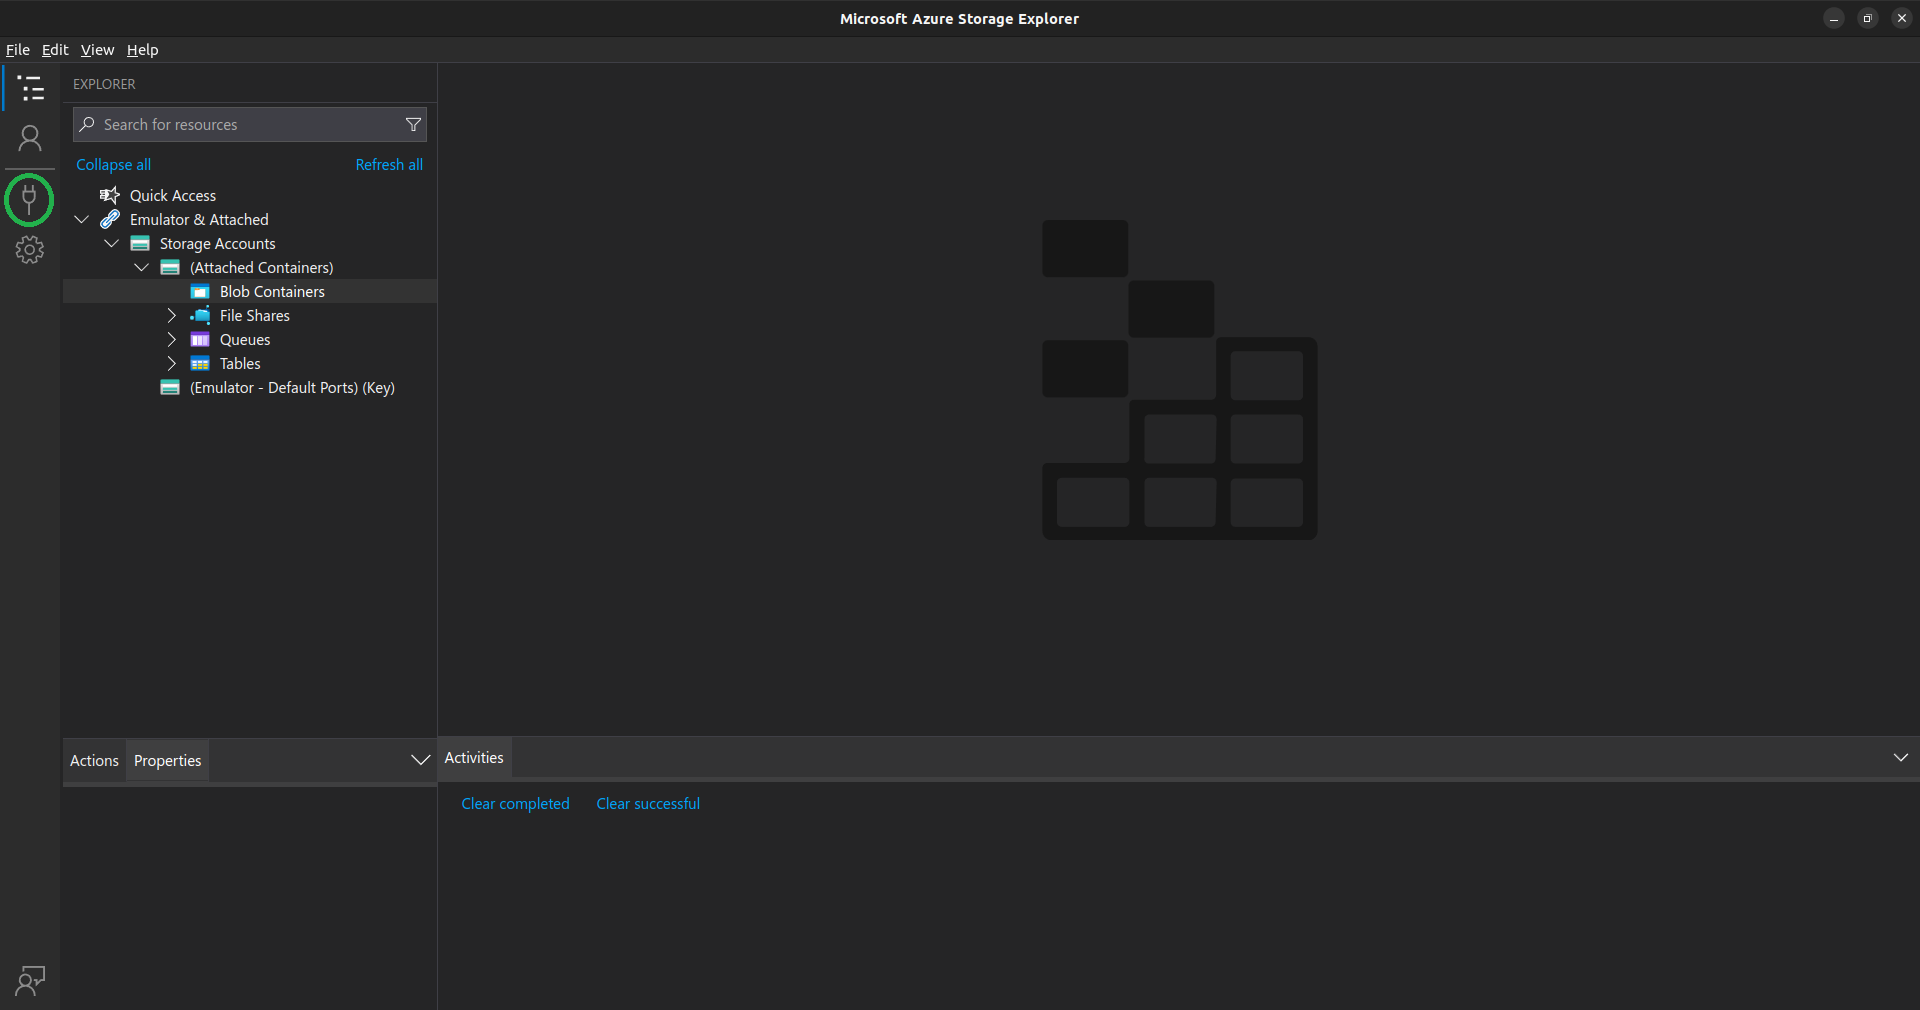 Microsoft Azure Storage Explorer
File Edit View Help
EXPLORER
Search for resources
Collapse all Refresh all
Quick Access
Emulator & Attached
Storage Accounts
(Attached Containers)
Blob Containers
File Shares
Queues
Tables
(Emulator - Default Ports) (Key)
Actions Properties
Activities
Clear completed Clear successful